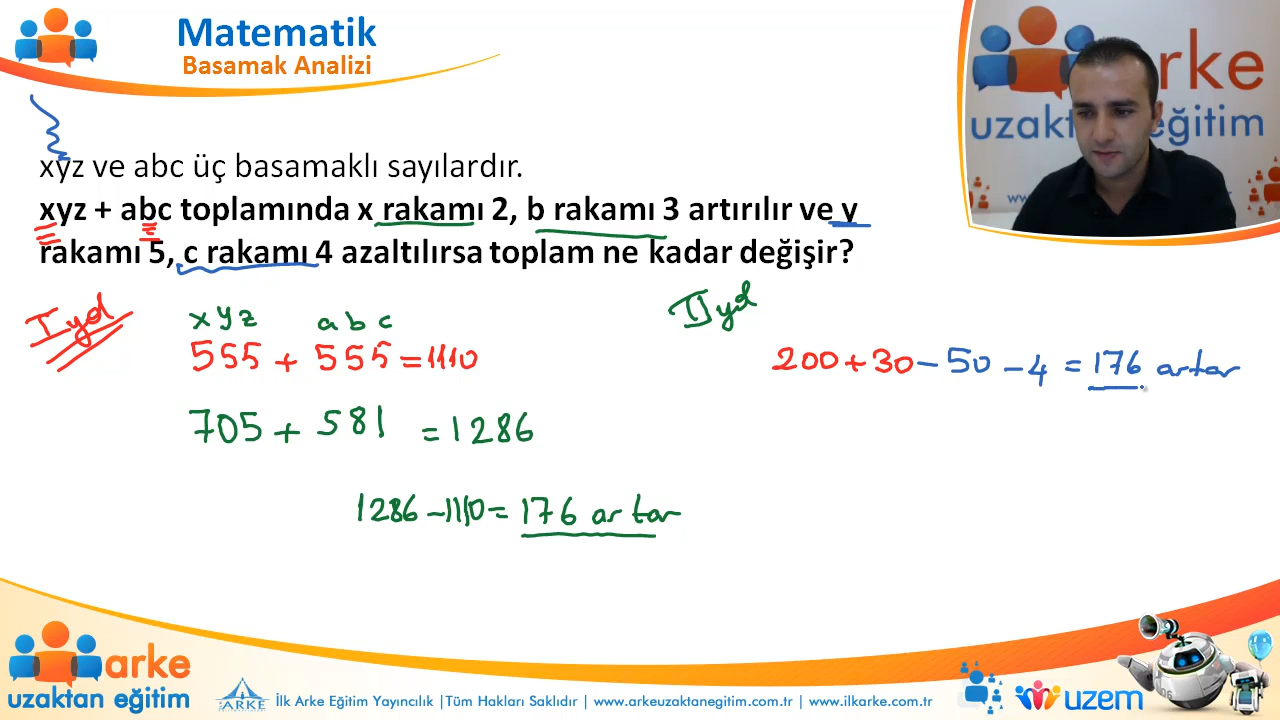 Matematik
Basamak Analizi
arke
uzaktan eğitim
xyz ve abc üç basamaklı sayılardır.
xyz + abc toplamında x rakamı 2, b rakamı 3 artırılır ve y
rakamı 5, c rakamı 4 azaltılırsa toplam ne kadar değişir?
I yol
xyz abc
555 + 555 = 1110
705 + 581 = 1286
1286 - 1110 = 176 artar
II yol
200 + 30 - 50 - 4 = 176 artar
arke
uzaktan eğitim
ARKE
İlk Arke Eğitim Yayıncılık |Tüm Hakları Saklıdır | www.arkeuzaktanegitim.com.tr | www.ilkarke.com.tr
uzem